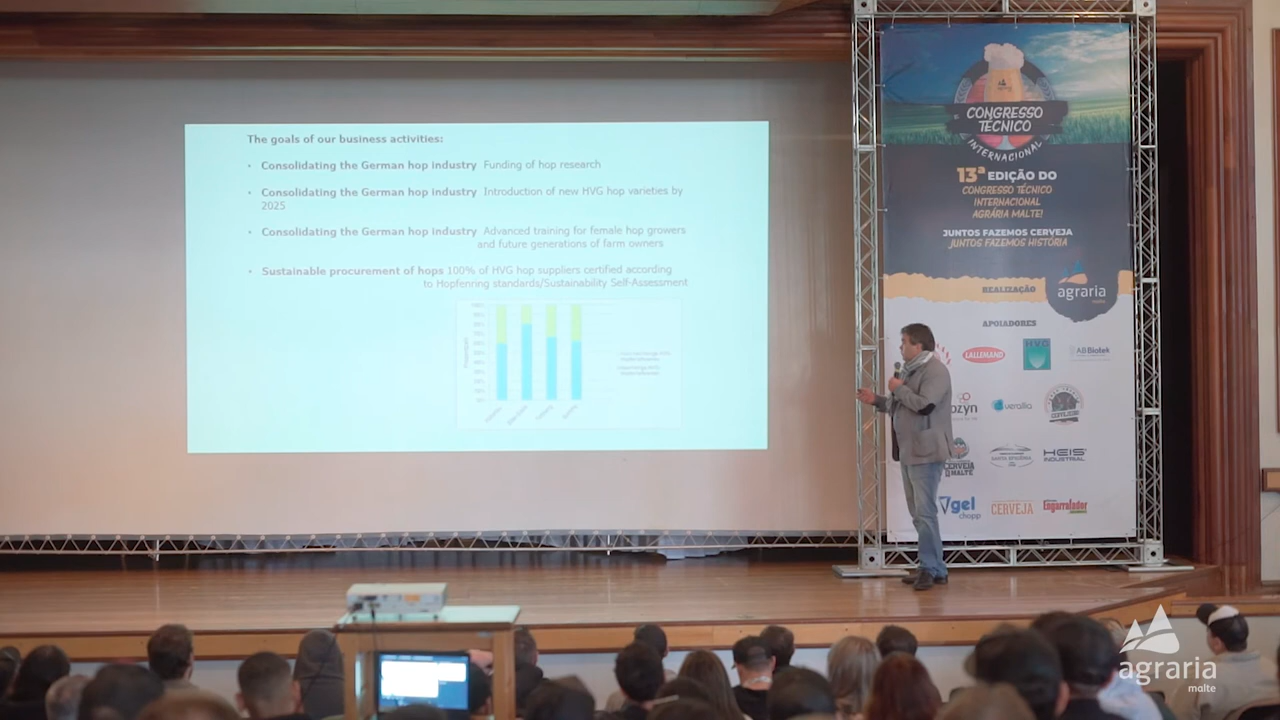 The goals of our business activities:
• Consolidating the German hop industry Funding of hop research
• Consolidating the German hop industry Introduction of new HVG hop varieties by
2025
• Consolidating the German hop industry Advanced training for female hop growers
and future generations of farm owners
• Sustainable procurement of hops 100% of HVG hop suppliers certified according
to Hopfenring standards/Sustainability Self-Assessment
CONGRESSO
TÉCNICO
INTERNACIONAL
13ª EDIÇÃO DO
CONGRESSO TÉCNICO
INTERNACIONAL
AGRÁRIA MALTE!
JUNTOS FAZEMOS CERVEJA
JUNTOS FAZEMOS HISTÓRIA
REALIZAÇÃO
agraria
malte
APOIADORES
LALLEMAND
HVG
AB Biotek
ozyn
verallia
CERVEJA
MALTE
HEIS
INDUSTRIAL
gel
chopp
CERVEJA
Engarrafador
agraria
malte